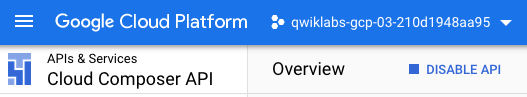 Google Cloud Platform
qwiklabs-gcp-03-210d1948aa95
APIs & Services
Cloud Composer API
Overview
DISABLE API